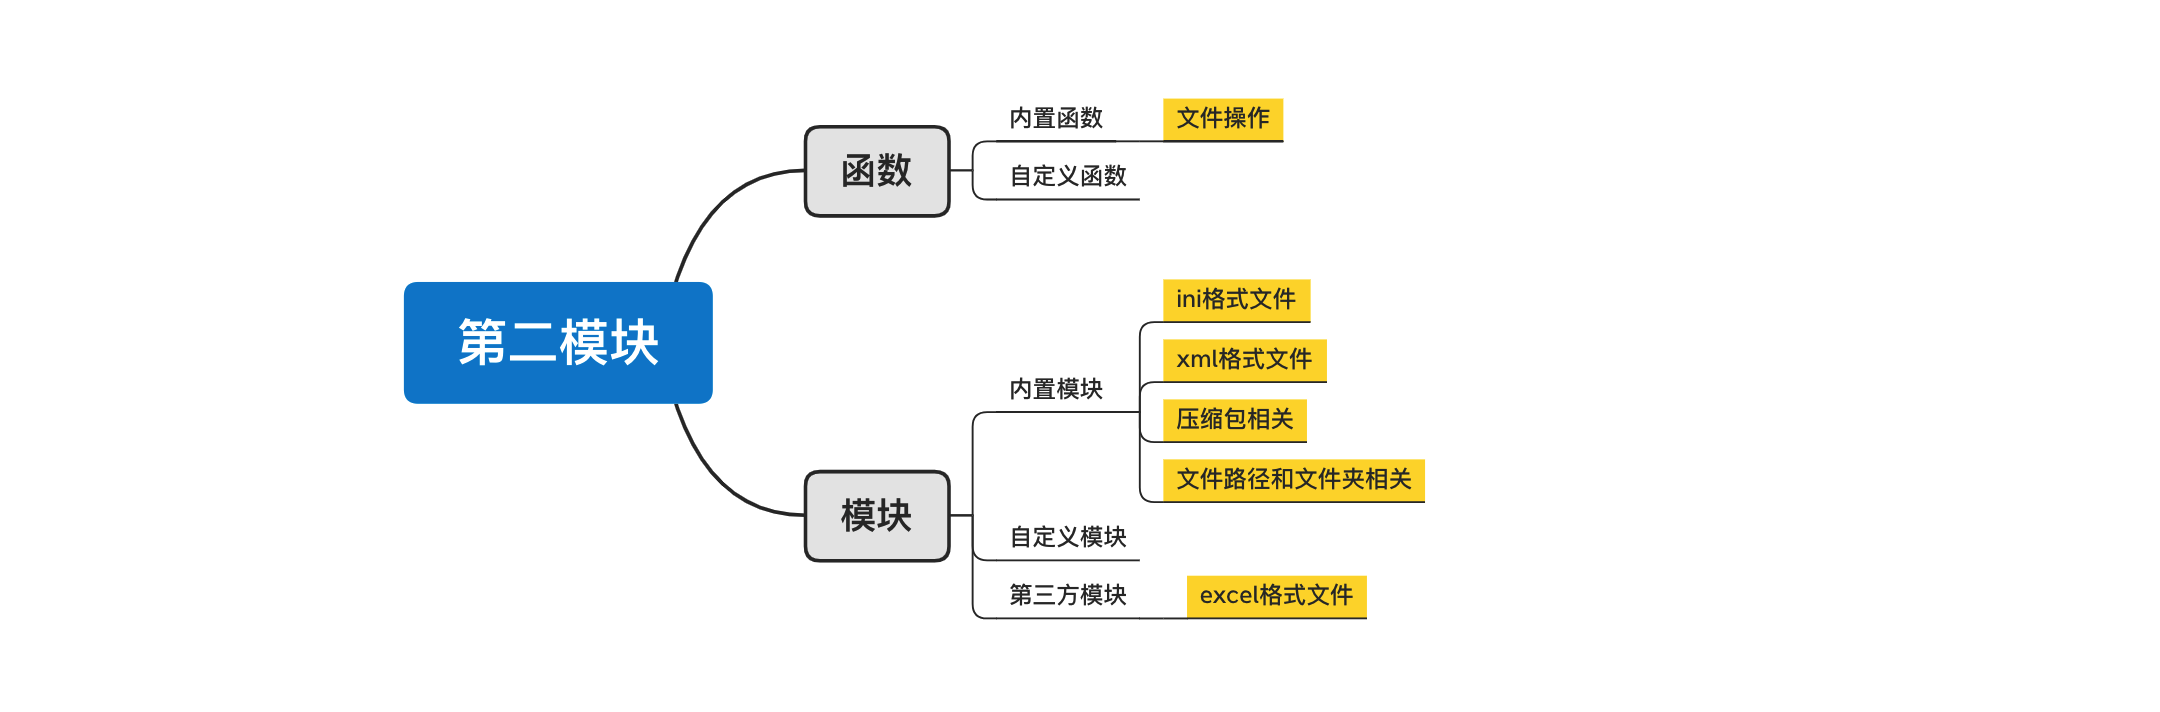 第二模块
函数
内置函数
文件操作
自定义函数
模块
内置模块
ini格式文件
xml格式文件
压缩包相关
文件路径和文件夹相关
自定义模块
第三方模块
excel格式文件